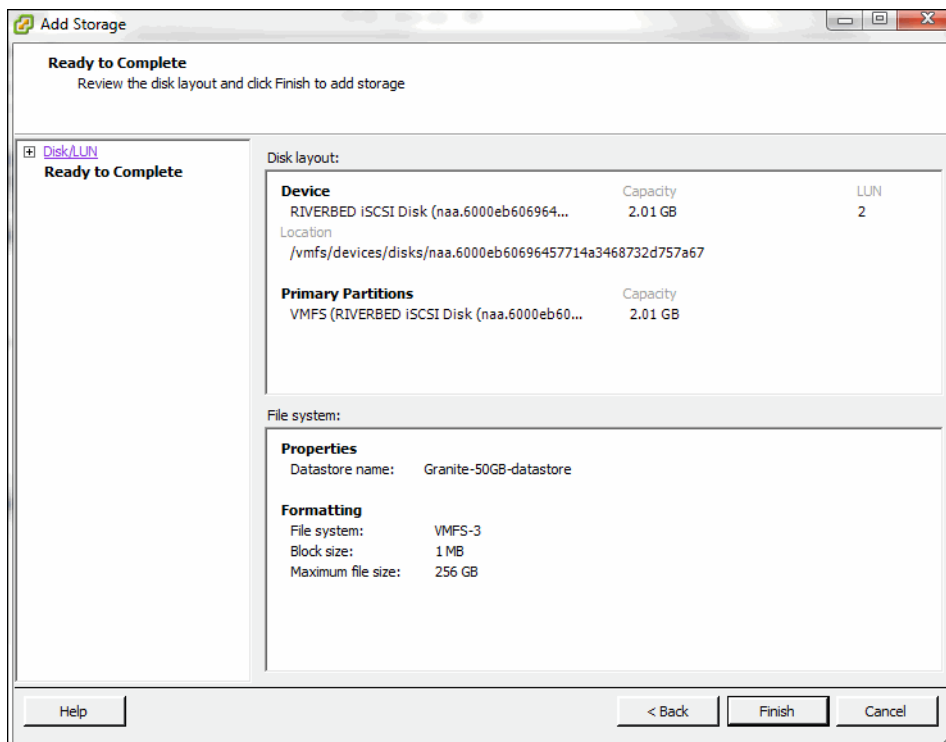 Add Storage
Ready to Complete
Review the disk layout and click Finish to add storage
Disk/LUN
Ready to Complete
Disk layout:
Device Capacity LUN
RIVERBED iSCSI Disk (naa.6000eb606964... 2.01 GB 2
Location
/vmfs/devices/disks/naa.6000eb60696457714a3468732d757a67
Primary Partitions Capacity
VMFS (RIVERBED iSCSI Disk (naa.6000eb60... 2.01 GB
File system:
Properties
Datastore name: Granite-50GB-datastore
Formatting
File system: VMFS-3
Block size: 1 MB
Maximum file size: 256 GB
Help < Back Finish Cancel